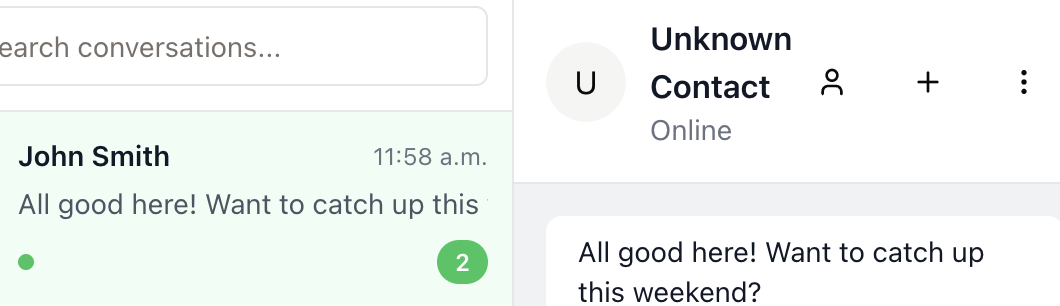 earch conversations...
John Smith
11:58 a.m.
All good here! Want to catch up this
2
U
Unknown
Contact
Online
All good here! Want to catch up
this weekend?